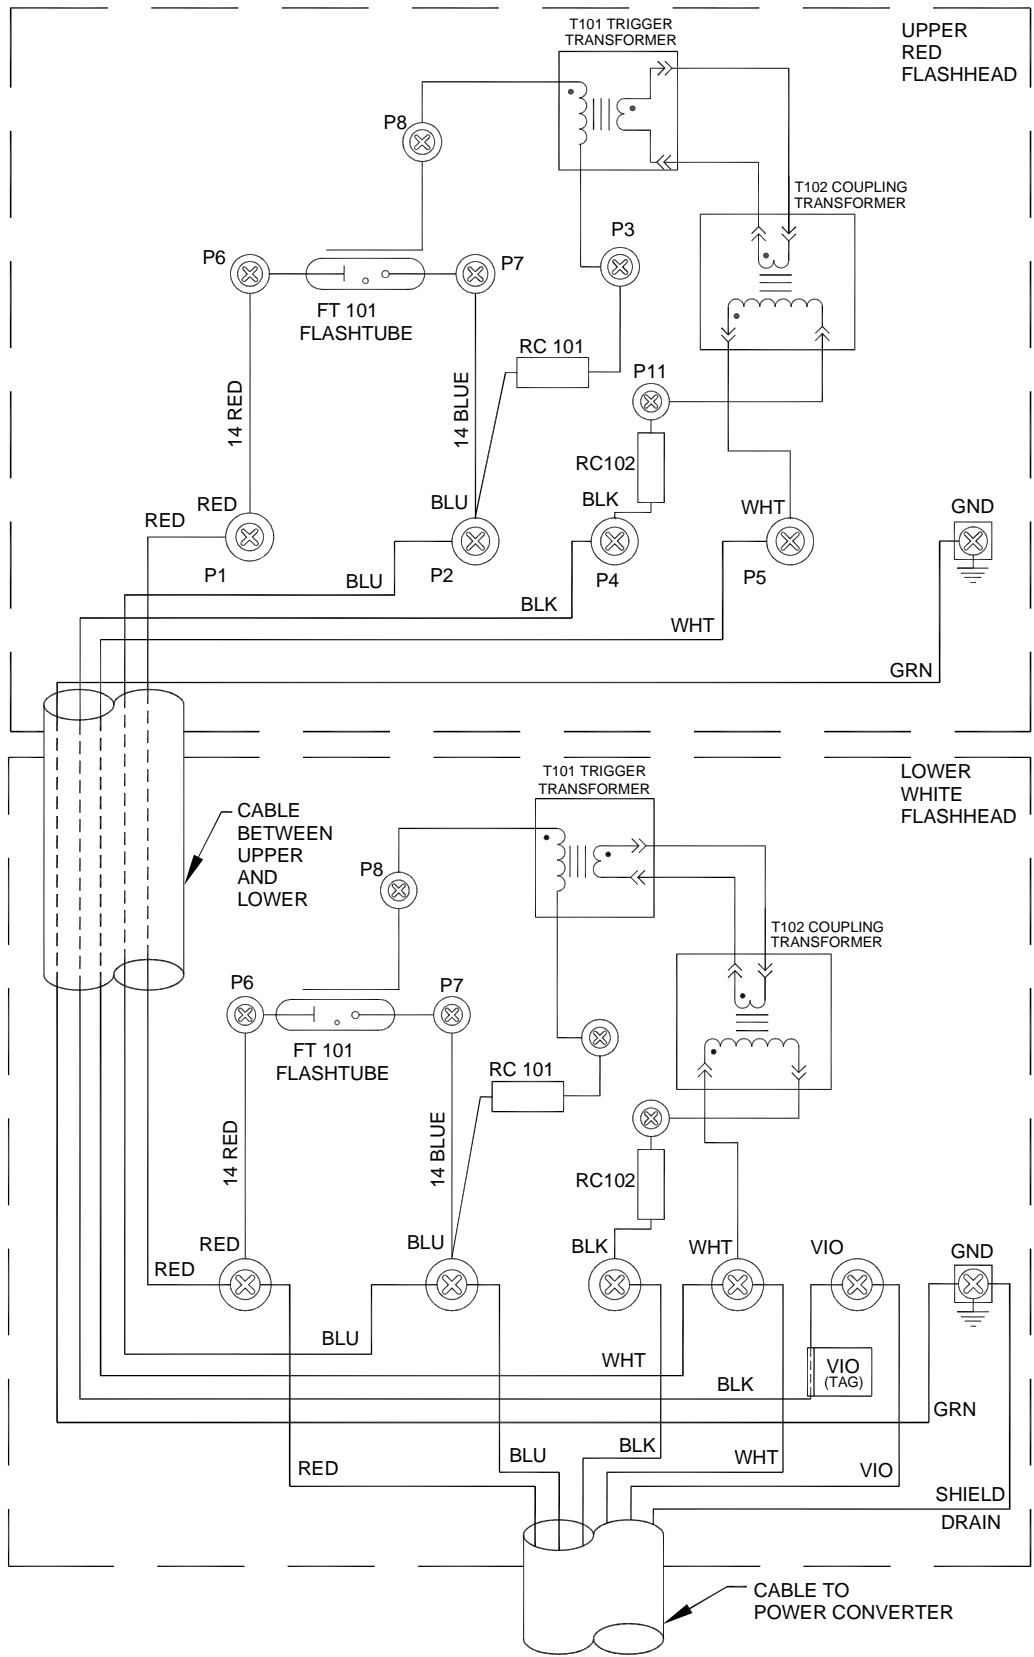 T101 TRIGGER
TRANSFORMER
UPPER
RED
FLASHHEAD
P8
T102 COUPLING
TRANSFORMER
P6
P7
P3
FT 101
FLASHTUBE
RC 101
P11
14 RED
14 BLUE
RC102
RED
RED
BLU
BLK
WHT
GND
P1
BLU
P2
BLK
P4
WHT
P5
GRN
T101 TRIGGER
TRANSFORMER
LOWER
WHITE
FLASHHEAD
CABLE
BETWEEN
UPPER
AND
LOWER
P8
T102 COUPLING
TRANSFORMER
P6
P7
FT 101
FLASHTUBE
RC 101
14 RED
14 BLUE
RC102
RED
RED
BLU
BLK
WHT
VIO
GND
BLU
WHT
VIO
(TAG)
BLK
GRN
RED
BLU
BLK
WHT
VIO
SHIELD
DRAIN
CABLE TO
POWER CONVERTER